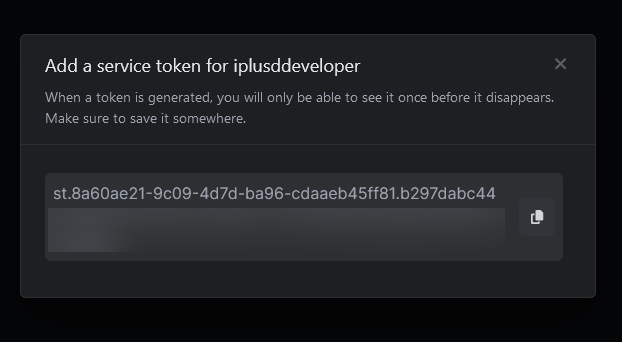 Add a service token for iplusddeveloper
When a token is generated, you will only be able to see it once before it disappears.
Make sure to save it somewhere.
st.8a60ae21-9c09-4d7d-ba96-cdaaeb45ff81.b297dabc44